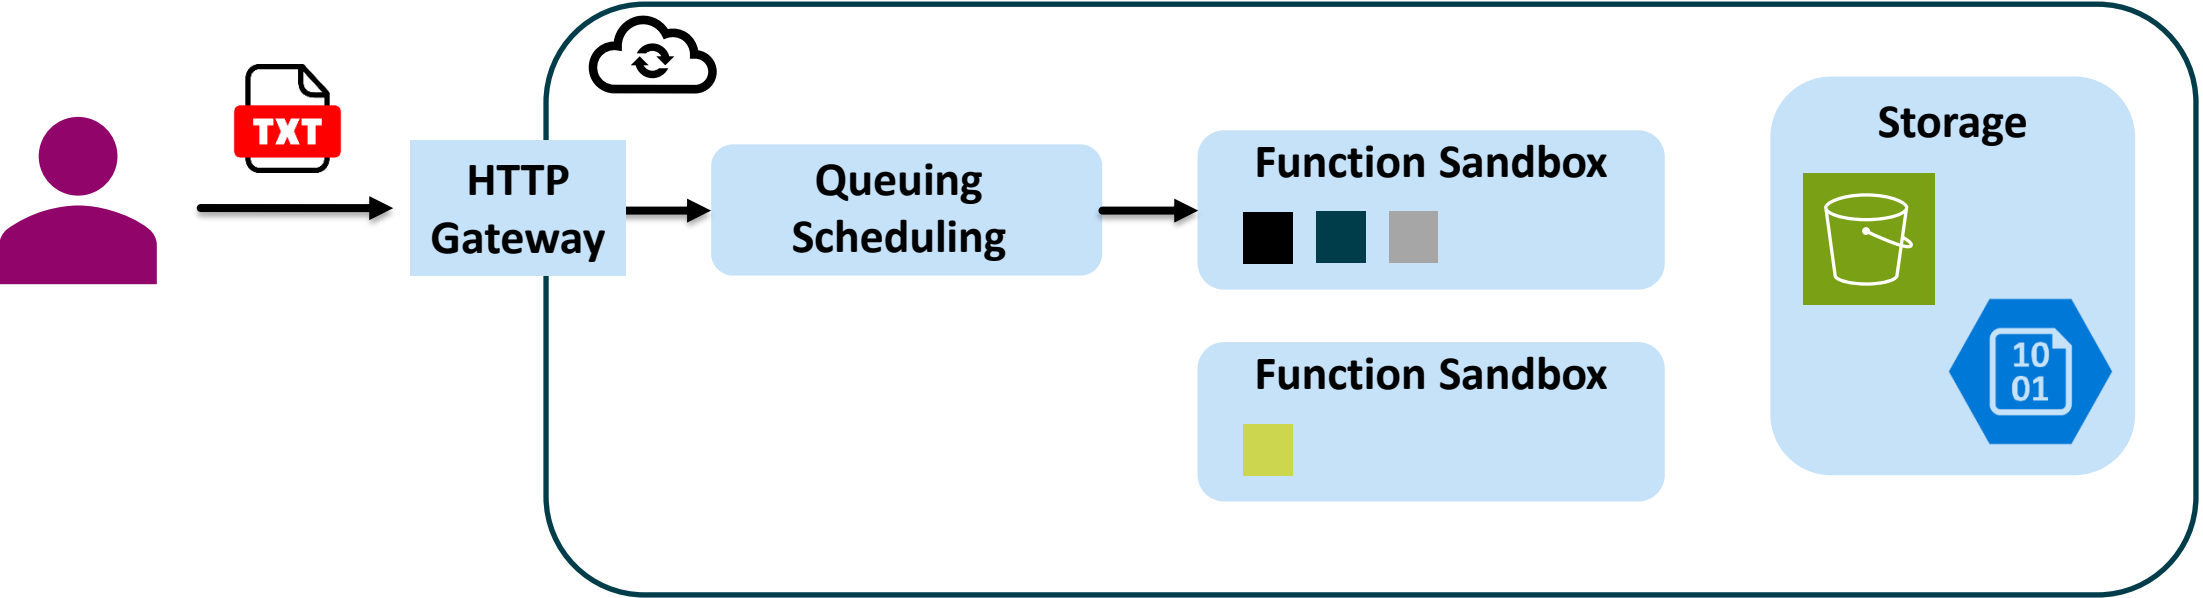 TXT
HTTP
Gateway
Queuing
Scheduling
Function Sandbox
Function Sandbox
Storage
10
01